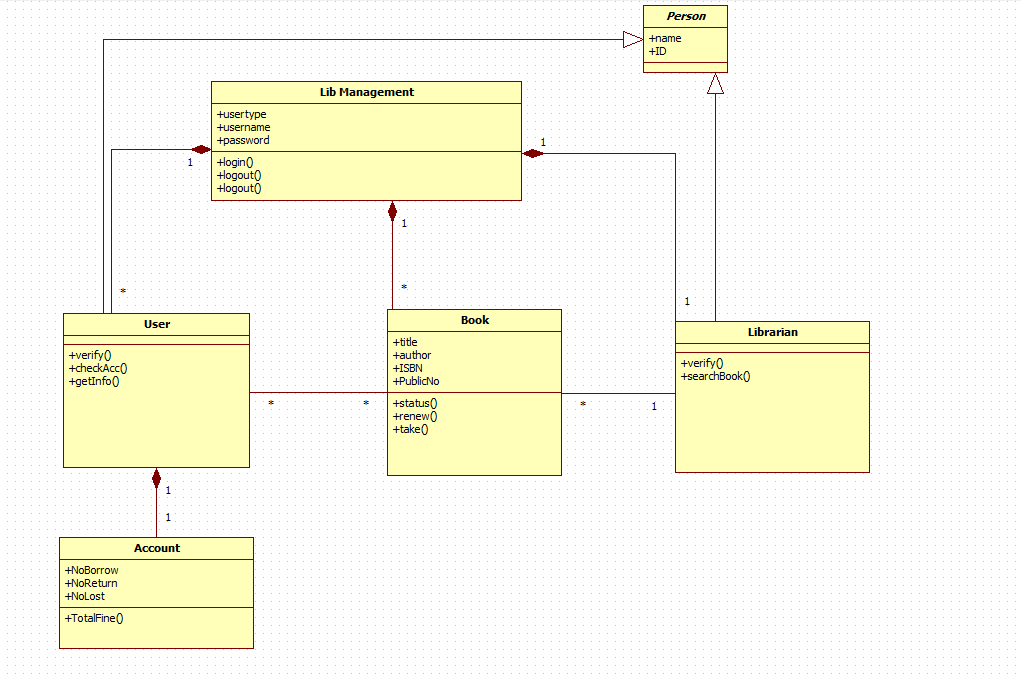 Person
+name
+ID
Lib Management
+usertype
+username
+password
+login()
+logout()
+logout()
1
1
1
*
*
1
User
+verify()
+checkAcc()
+getInfo()
Book
+title
+author
+ISBN
+PublicNo
+status()
+renew()
+take()
Librarian
+verify()
+searchBook()
* * * 1
1
1
Account
+NoBorrow
+NoReturn
+NoLost
+TotalFine()